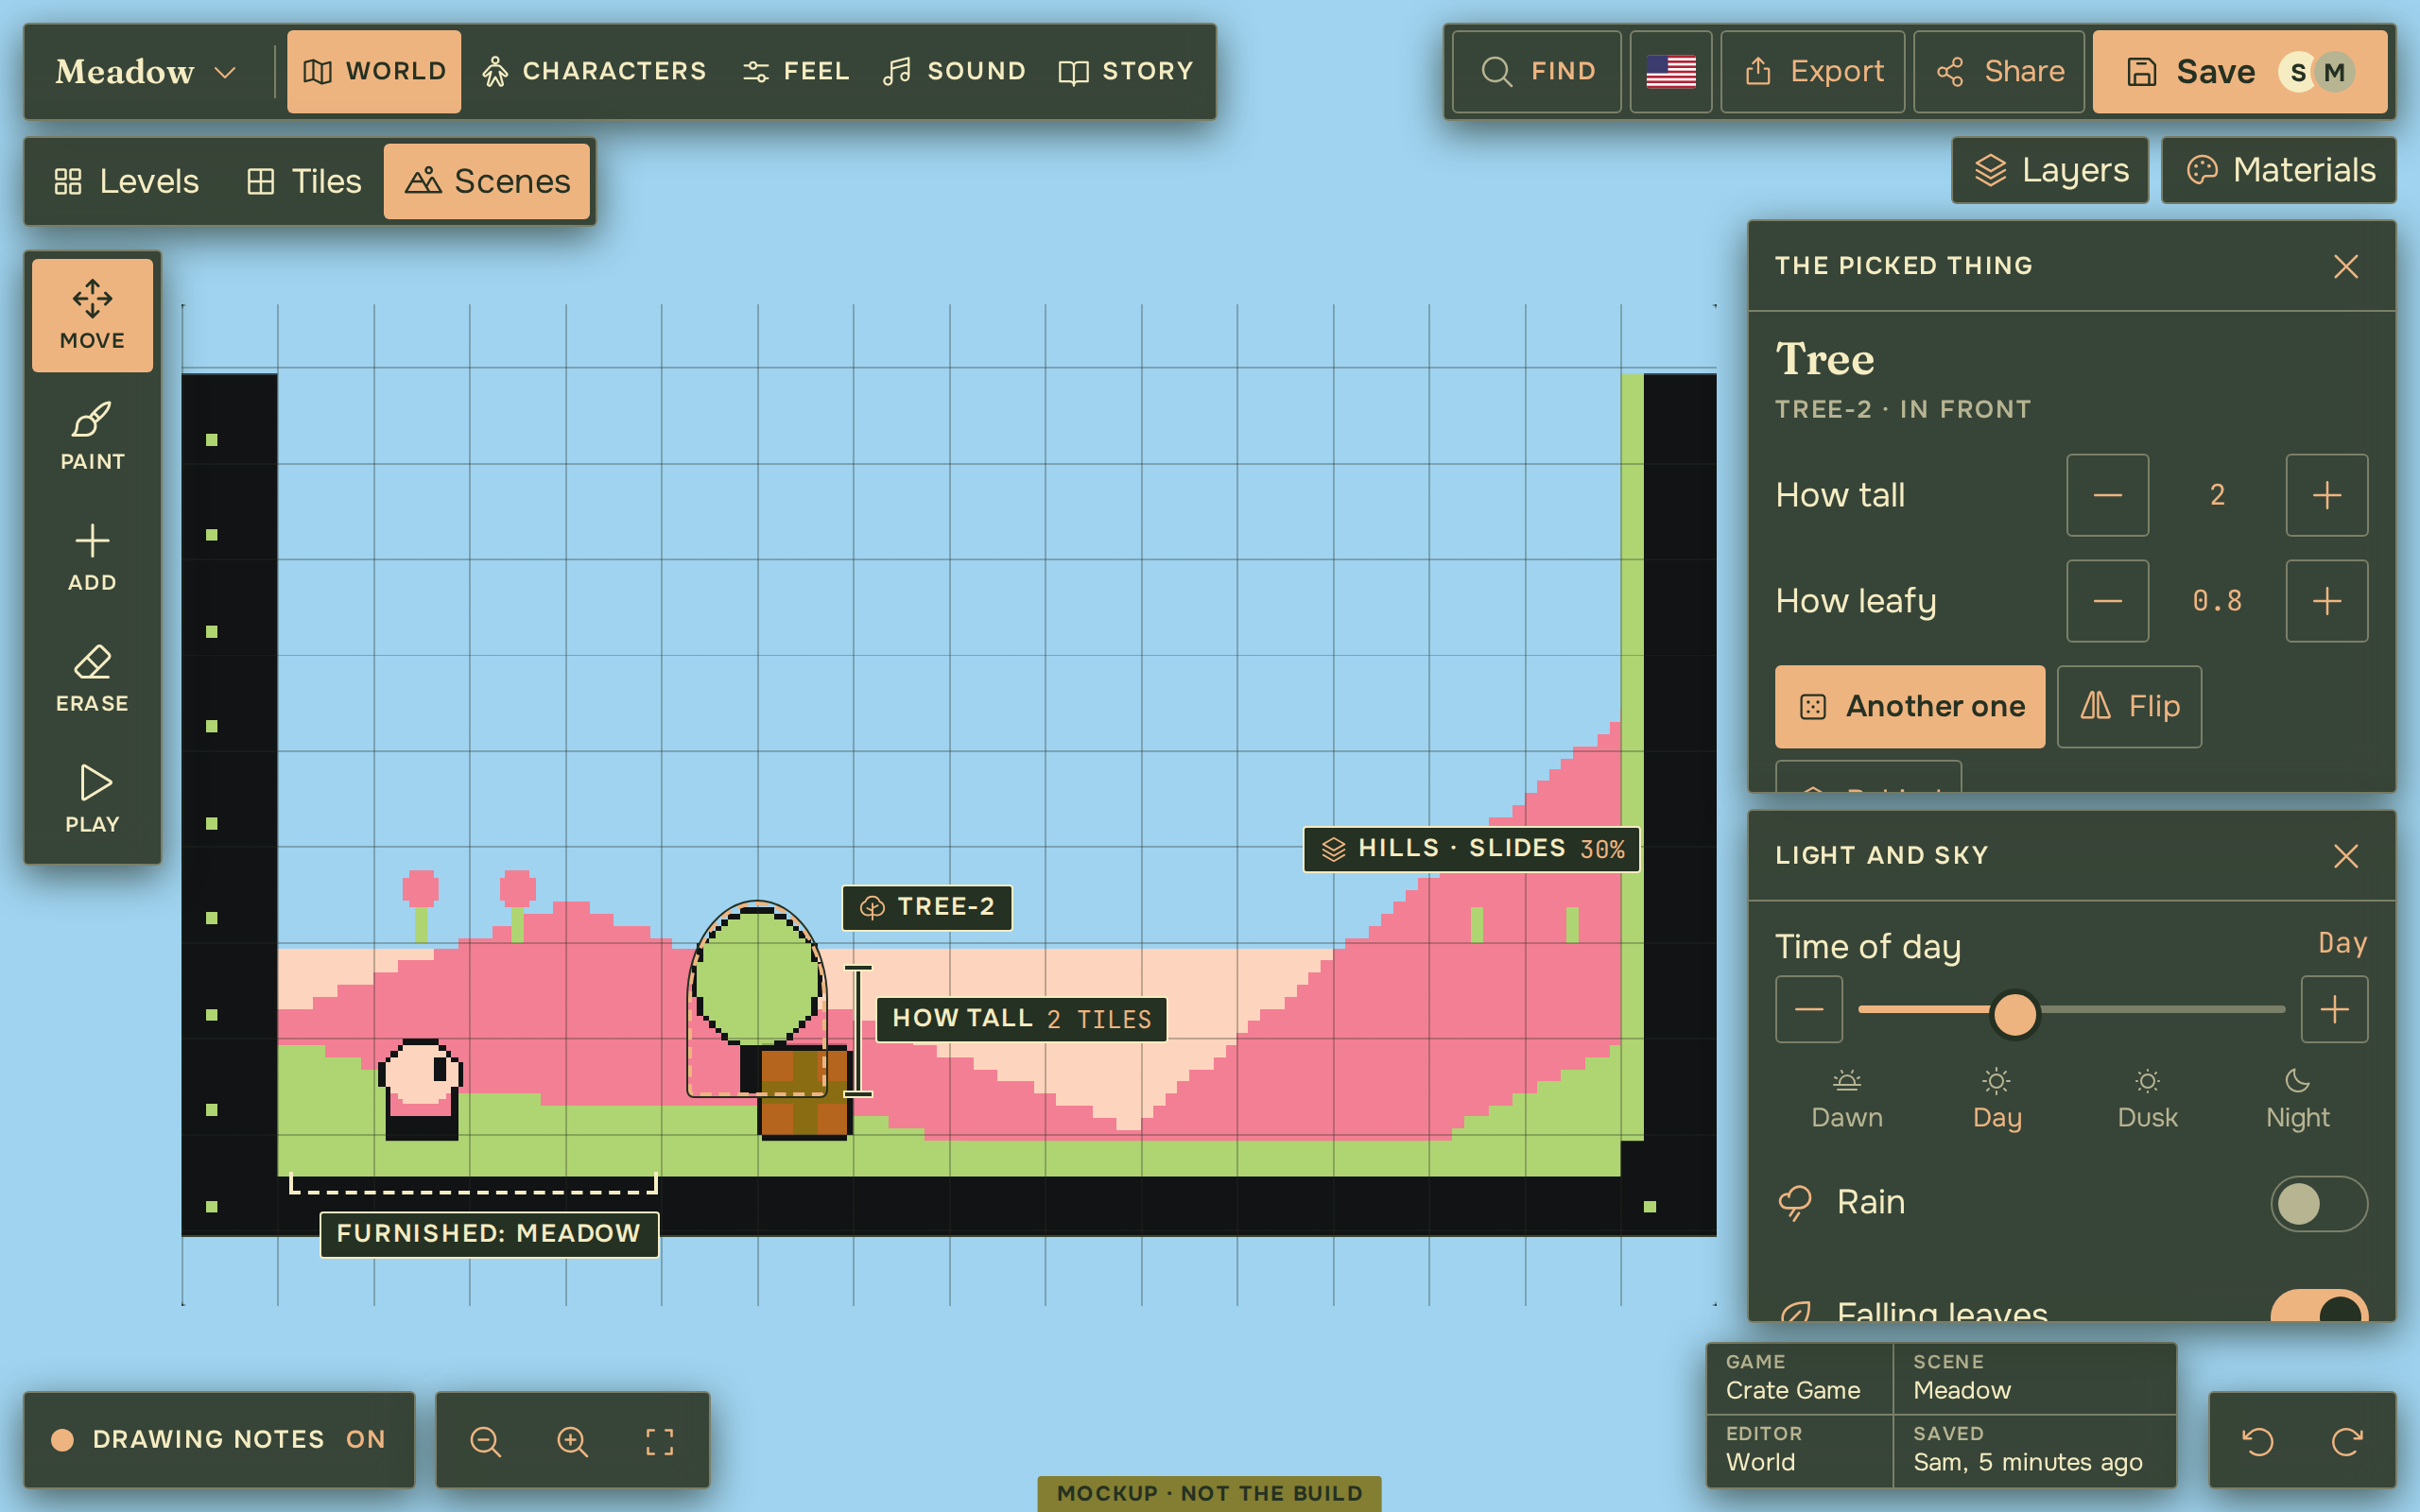 Meadow
WORLD
CHARACTERS
FEEL
SOUND
STORY
FIND
Export
Share
Save
S
M
Levels
Tiles
Scenes
Layers
Materials
MOVE
PAINT
ADD
ERASE
PLAY
THE PICKED THING
Tree
TREE-2 · IN FRONT
How tall
2
How leafy
0.8
Another one
Flip
HILLS · SLIDES 30%
TREE-2
HOW TALL 2 TILES
FURNISHED: MEADOW
LIGHT AND SKY
Time of day
Day
Dawn
Day
Dusk
Night
Rain
Falling leaves
DRAWING NOTES ON
GAME
Crate Game
SCENE
Meadow
EDITOR
World
SAVED
Sam, 5 minutes ago
MOCKUP · NOT THE BUILD